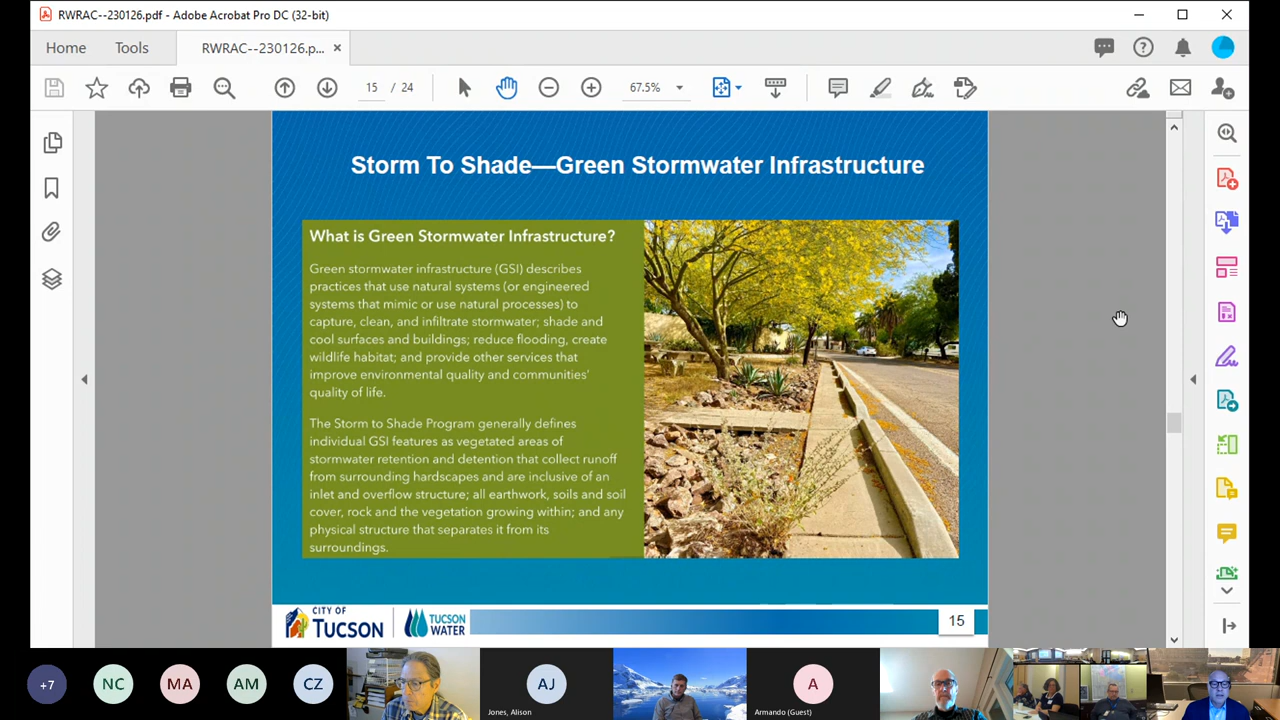 RWRAC--230126.pdf - Adobe Acrobat Pro DC (32-bit)
Home
Tools
RWRAC--230126.p...
15 / 24
67.5%
Storm To Shade—Green Stormwater Infrastructure
What is Green Stormwater Infrastructure?
Green stormwater infrastructure (GSI) describes
practices that use natural systems (or engineered
systems that mimic or use natural processes) to
capture, clean, and infiltrate stormwater; shade and
cool surfaces and buildings; reduce flooding, create
wildlife habitat; and provide other services that
improve environmental quality and communities'
quality of life.
The Storm to Shade Program generally defines
individual GSI features as vegetated areas of
stormwater retention and detention that collect runoff
from surrounding hardscapes and are inclusive of an
inlet and overflow structure; all earthwork, soils and soil
cover, rock and the vegetation growing within; and any
physical structure that separates it from its
surroundings.
CITY OF
TUCSON
TUCSON
WATER
15
+7
NC
MA
AM
CZ
AJ
Jones, Alison
A
Armando (Guest)